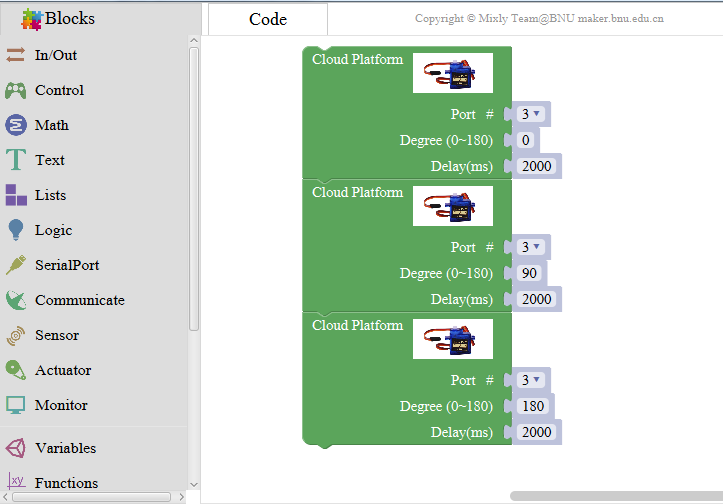 Blocks
Code
Copyright © Mixly Team@BNU maker.bnu.edu.cn
In/Out
Control
Math
Text
Lists
Logic
SerialPort
Communicate
Sensor
Actuator
Monitor
Variables
xy Functions
Cloud Platform
Port # 3
Degree (0~180) 0
Delay(ms) 2000
Cloud Platform
Port # 3
Degree (0~180) 90
Delay(ms) 2000
Cloud Platform
Port # 3
Degree (0~180) 180
Delay(ms) 2000